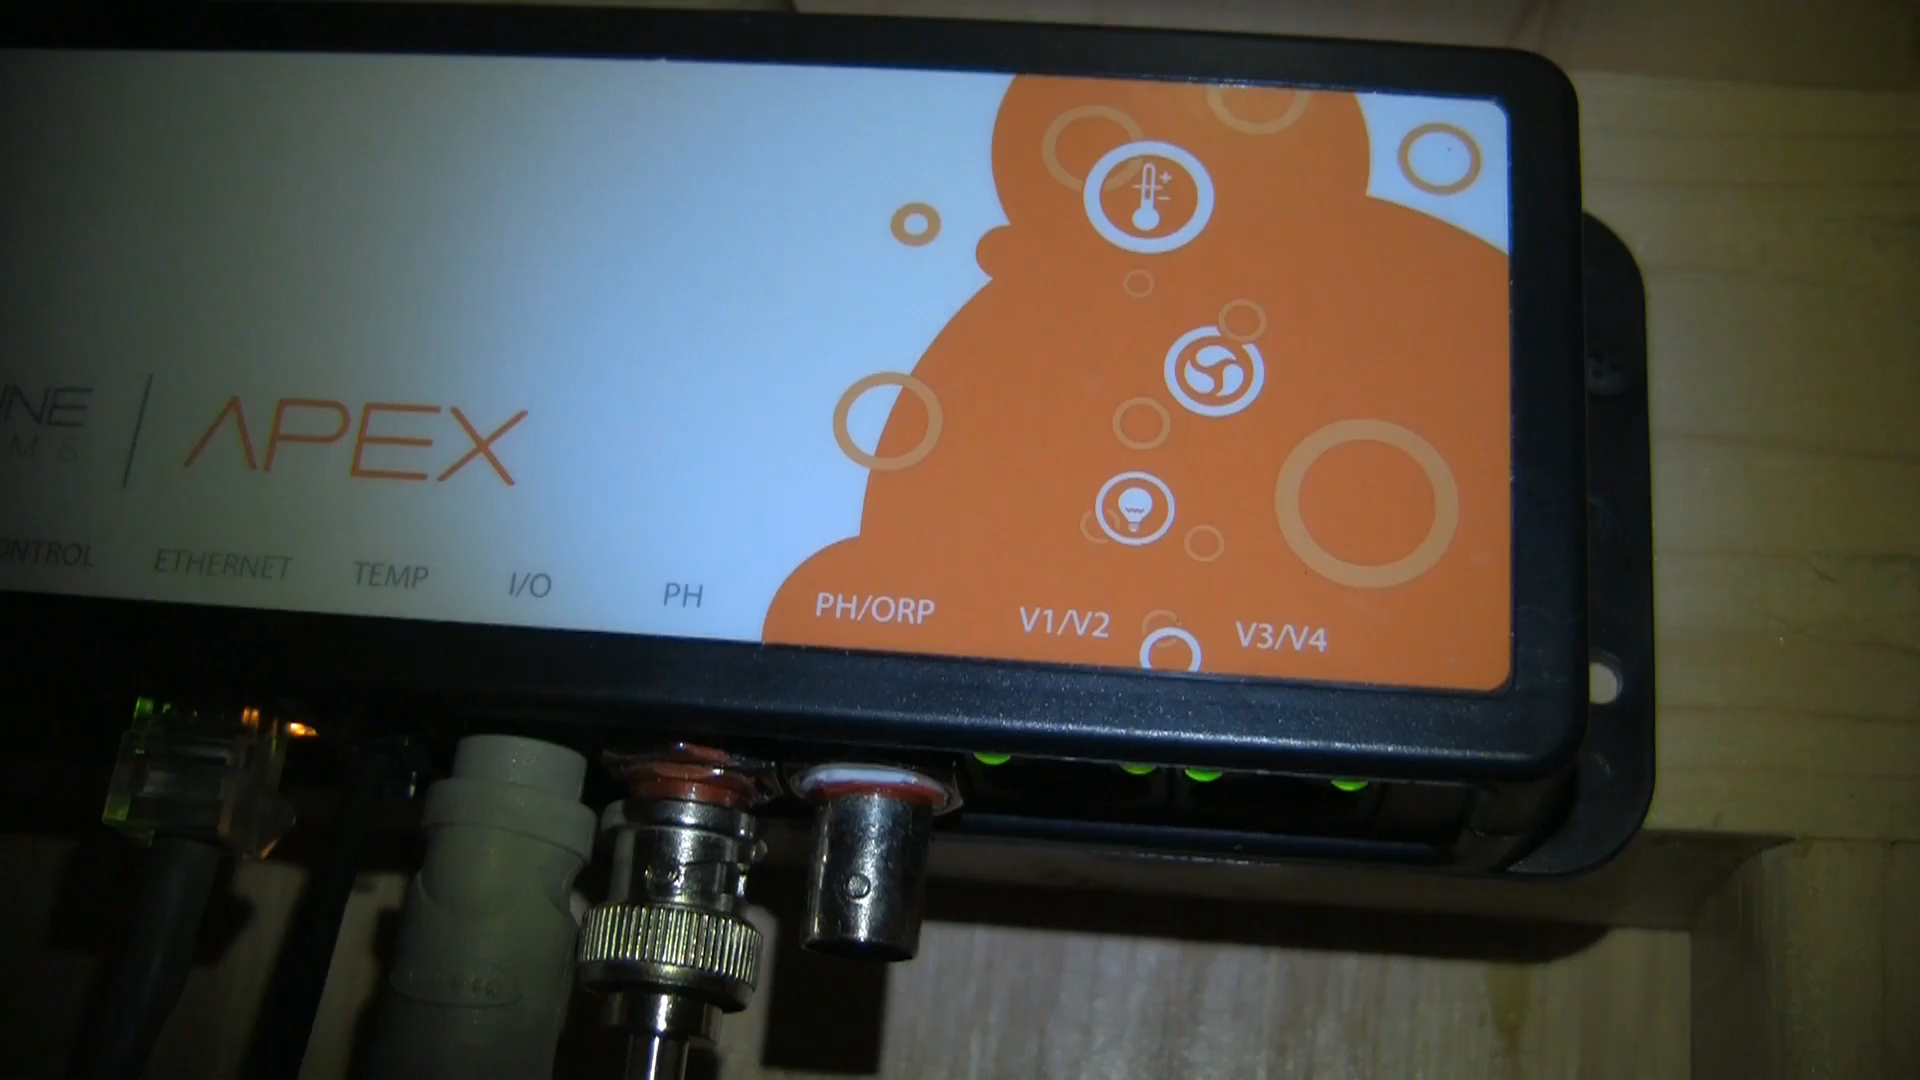 APEX
ETHERNET TEMP I/O PH PH/ORP V1/V2 V3/V4